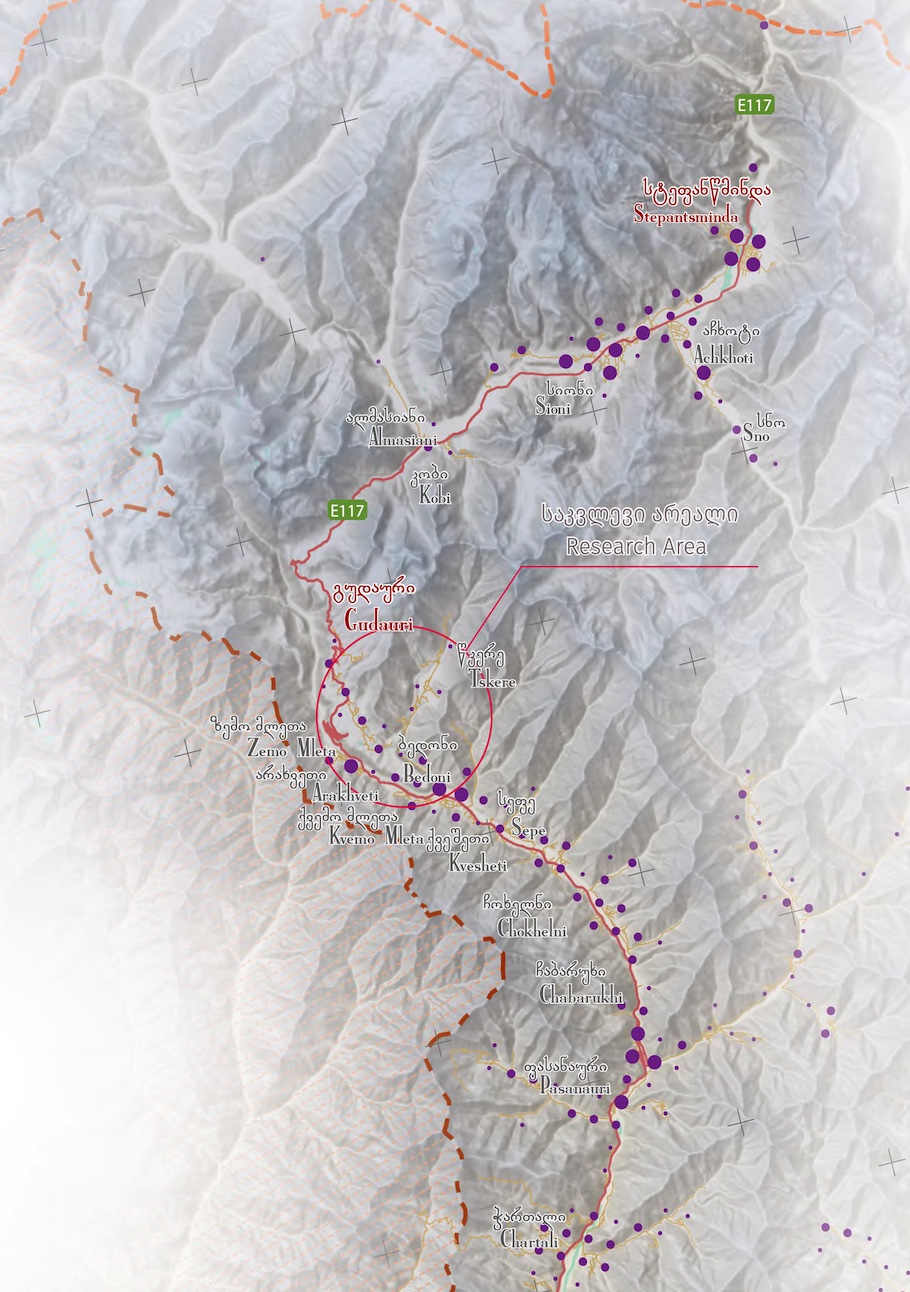 E117
სტეფანწმინდა
Stepantsminda
აჩხოტი
Achkhoti
სიონი
Sioni
სნო
Sno
ალმასიანი
Almasiani
კობი
Kobi
E117
საკვლევი არეალი
Research Area
გუდაური
Gudauri
წკერე
Tskere
ზემო მლეთა
Zemo Mleta
ბედონი
Bedoni
არახვეთი
Arakhveti
ქვემო მლეთა
Kvemo Mleta
სეფე
Sepe
ქვეშეთი
Kvesheti
ჩოხელნი
Chokhelni
ჩაბარუხი
Chabarukhi
ფასანაური
Pasanauri
ჭართალი
Chartali